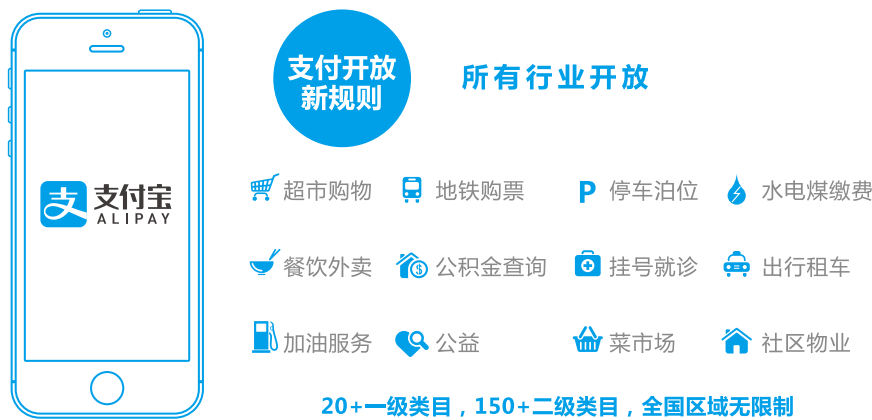 支付宝
ALIPAY
支付开放
新规则
所有行业开放
超市购物
地铁购票
P 停车泊位
水电煤缴费
餐饮外卖
公积金查询
挂号就诊
出行租车
加油服务
公益
菜市场
社区物业
20+一级类目，150+二级类目，全国区域无限制